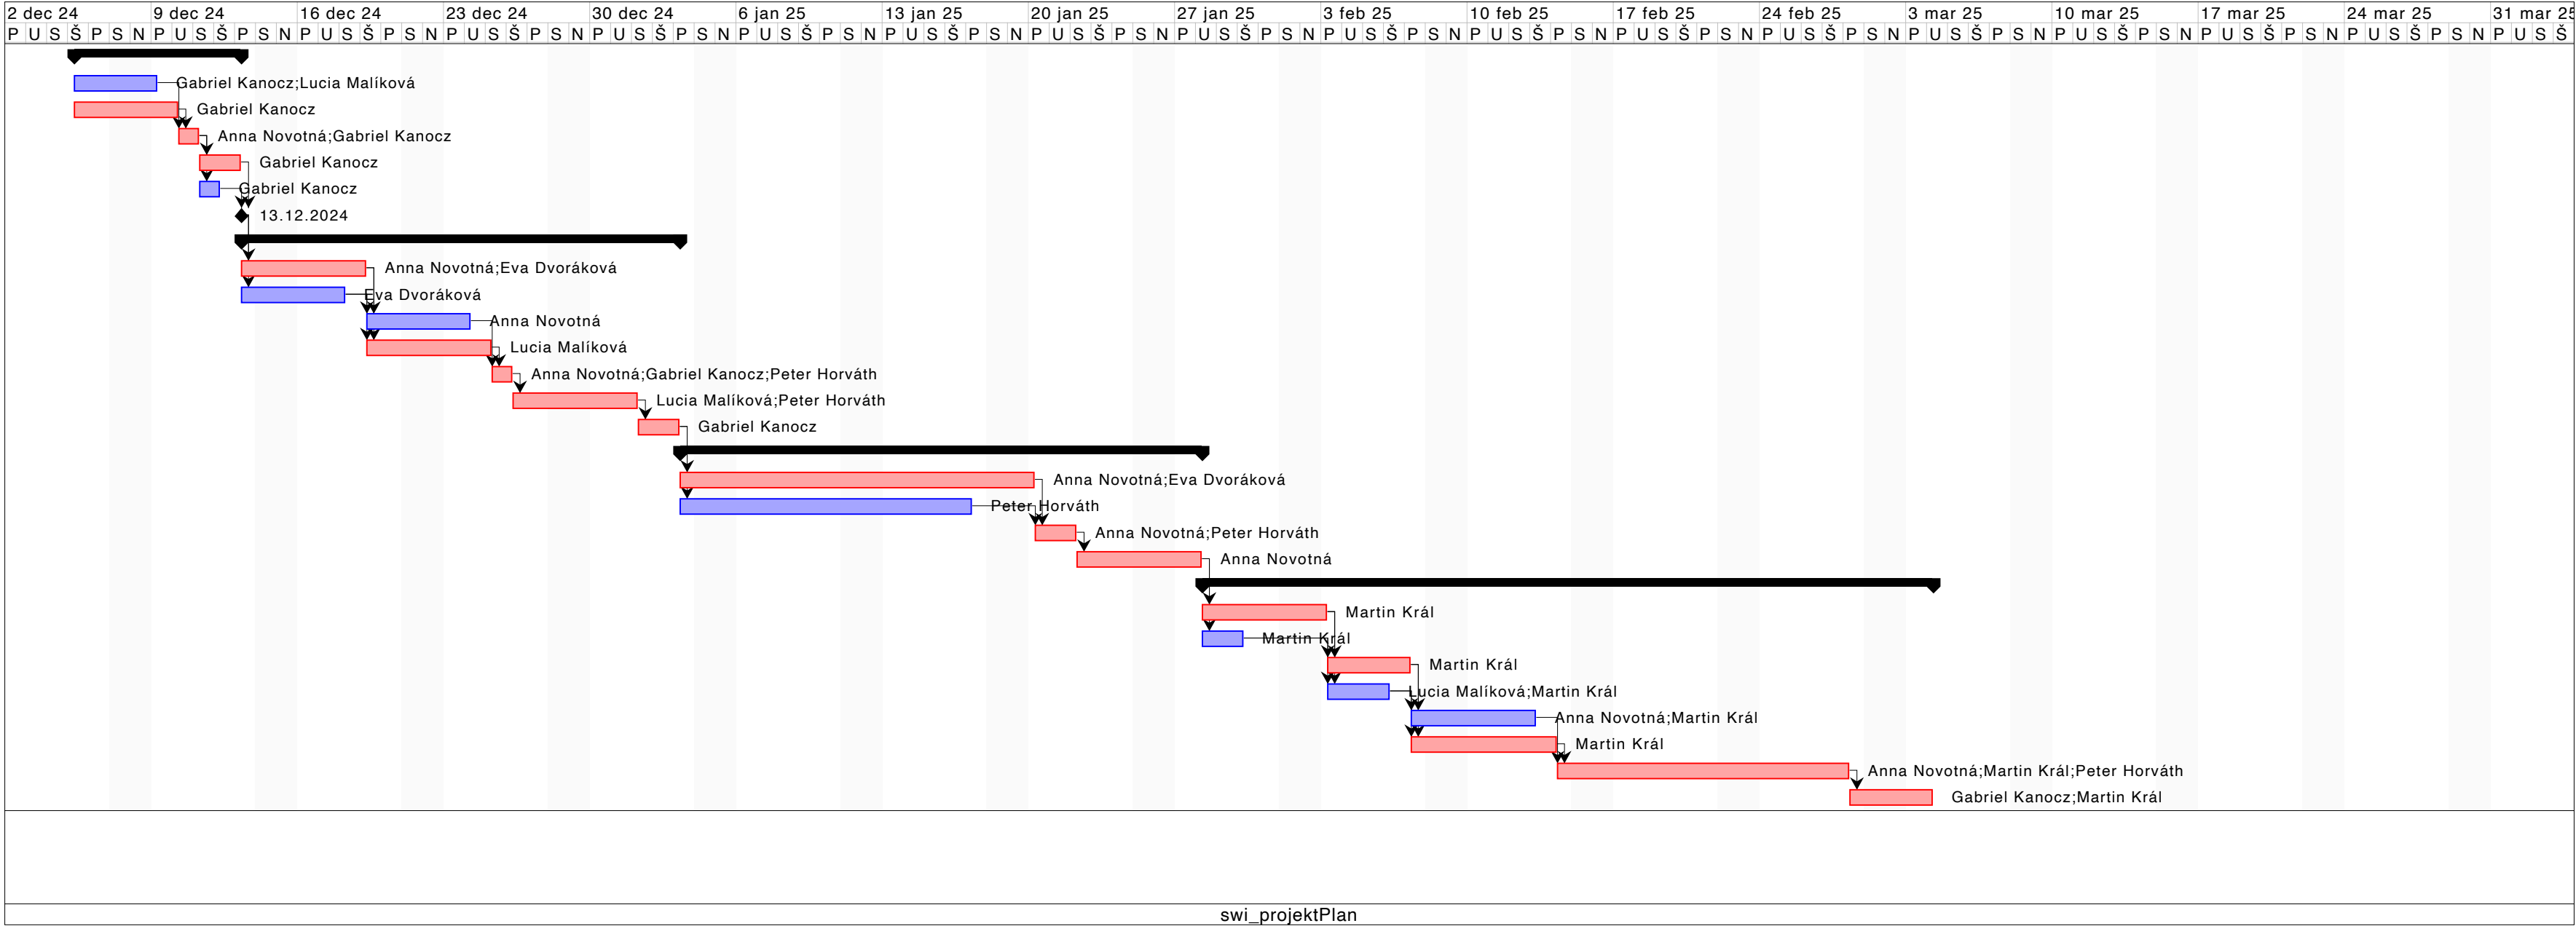 2 dec 24 9 dec 24 16 dec 24 23 dec 24 30 dec 24 6 jan 25 13 jan 25 20 jan 25 27 jan 25 3 feb 25 10 feb 25 17 feb 25 24 feb 25 3 mar 25 10 mar 25 17 mar 25 24 mar 25 31 mar 25
P U S Š P S N P U S Š P S N P U S Š P S N P U S Š P S N P U S Š P S N P U S Š P S N P U S Š P S N P U S Š P S N P U S Š P S N P U S Š P S N P U S Š P S N P U S Š P S N P U S Š P S N P U S Š P S N P U S Š P S N P U S Š P S N P U S Š P S N P U S Š
Gabriel Kanocz;Lucia Malíková
Gabriel Kanocz
Anna Novotná;Gabriel Kanocz
Gabriel Kanocz
Gabriel Kanocz
13.12.2024
Anna Novotná;Eva Dvoráková
Eva Dvoráková
Anna Novotná
Lucia Malíková
Anna Novotná;Gabriel Kanocz;Peter Horváth
Lucia Malíková;Peter Horváth
Gabriel Kanocz
Anna Novotná;Eva Dvoráková
Peter Horváth
Anna Novotná;Peter Horváth
Anna Novotná
Martin Král
Martin Král
Martin Král
Lucia Malíková;Martin Král
Anna Novotná;Martin Král
Martin Král
Anna Novotná;Martin Král;Peter Horváth
Gabriel Kanocz;Martin Král
swi_projektPlan